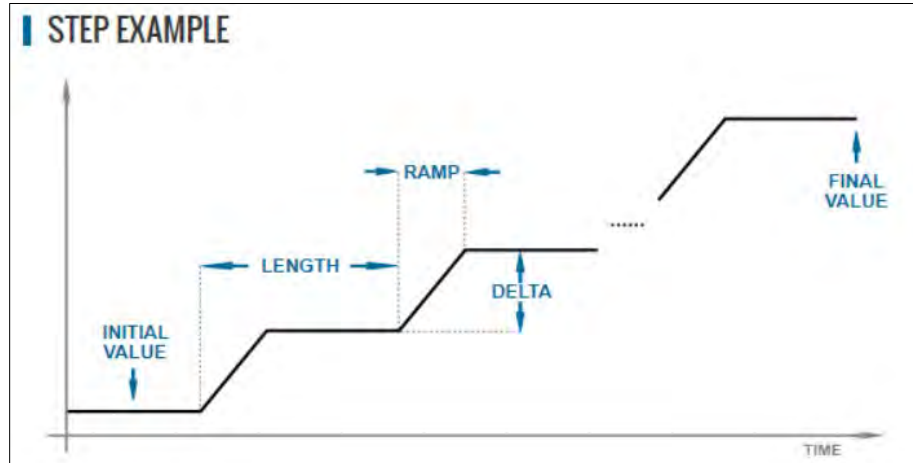 STEP EXAMPLE
RAMP
FINAL
VALUE
......
LENGTH
DELTA
INITIAL
VALUE
TIME